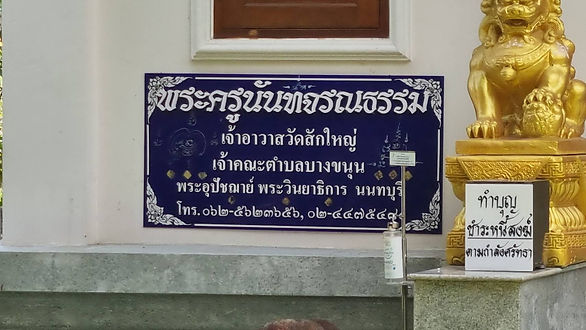 พระครูนันทจรณธรรม
เจ้าอาวาสวัดสักใหญ่
เจ้าคณะตำบลบางขนุน
พระอุปัชฌาย์ พระวินยาธิการ นนทบุรี
โทร. ๐๖๒-๕๖๒๓๖๕๖, ๐๒-๔๔๗๕๔
ทำบุญ
ชำระหนี้สงฆ์
ตามกำลังศรัทธา